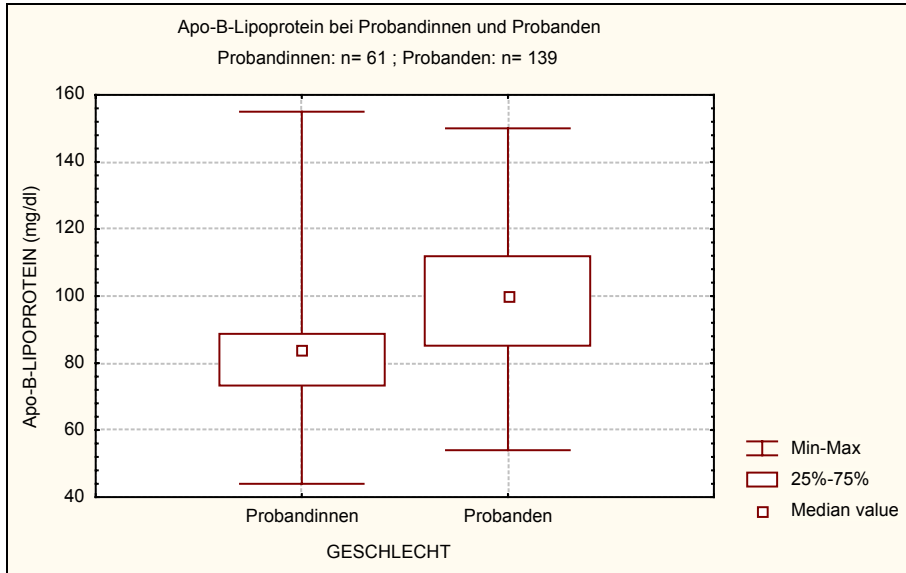 Apo-B-Lipoprotein bei Probandinnen und Probanden
Probandinnen: n= 61 ; Probanden: n= 139
Apo-B-LIPOPROTEIN (mg/dl)
160
140
120
100
80
60
40
Probandinnen
Probanden
GESCHLECHT
Min-Max
25%-75%
Median value